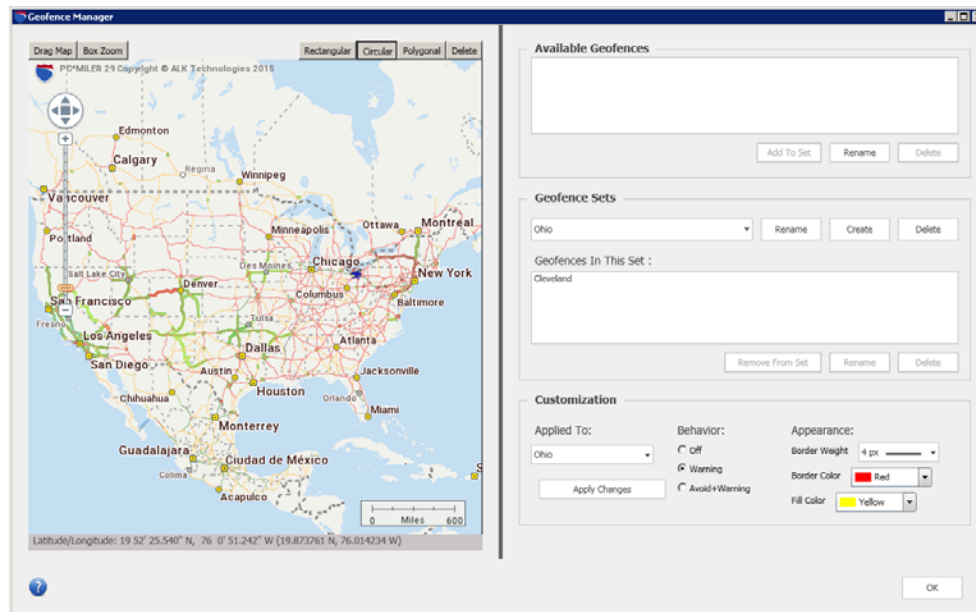 Geofence Manager
Drag Map
Box Zoom
Rectangular
Circular
Polygonal
Delete
PC*MILER 29 Copyright © ALK Technologies 2015
Edmonton
Calgary
Regina
Winnipeg
Vancouver
Portland
Minneapolis
Ottawa
Montreal
Salt Lake City
Des Moines
Chicago
New York
Denver
Columbus
San Francisco
Baltimore
Fresno
Tulsa
Los Angeles
Atlanta
Dallas
San Diego
Austin
Jacksonville
Houston
Orlando
Chihuahua
Miami
Monterrey
Guadalajara
Ciudad de México
Colima
Acapulco
S
0 Miles 600
Latitude/Longitude: 19 52' 25.540" N, 76 0' 51.242" W (19.873761 N, 76.014234 W)
Available Geofences
Add To Set
Rename
Delete
Geofence Sets
Ohio
Rename
Create
Delete
Geofences In This Set :
Cleveland
Remove From Set
Rename
Delete
Customization
Applied To:
Ohio
Apply Changes
Behavior:
Off
Warning
Avoid+Warning
Appearance:
Border Weight
4 px
Border Color
Red
Fill Color
Yellow
?
OK